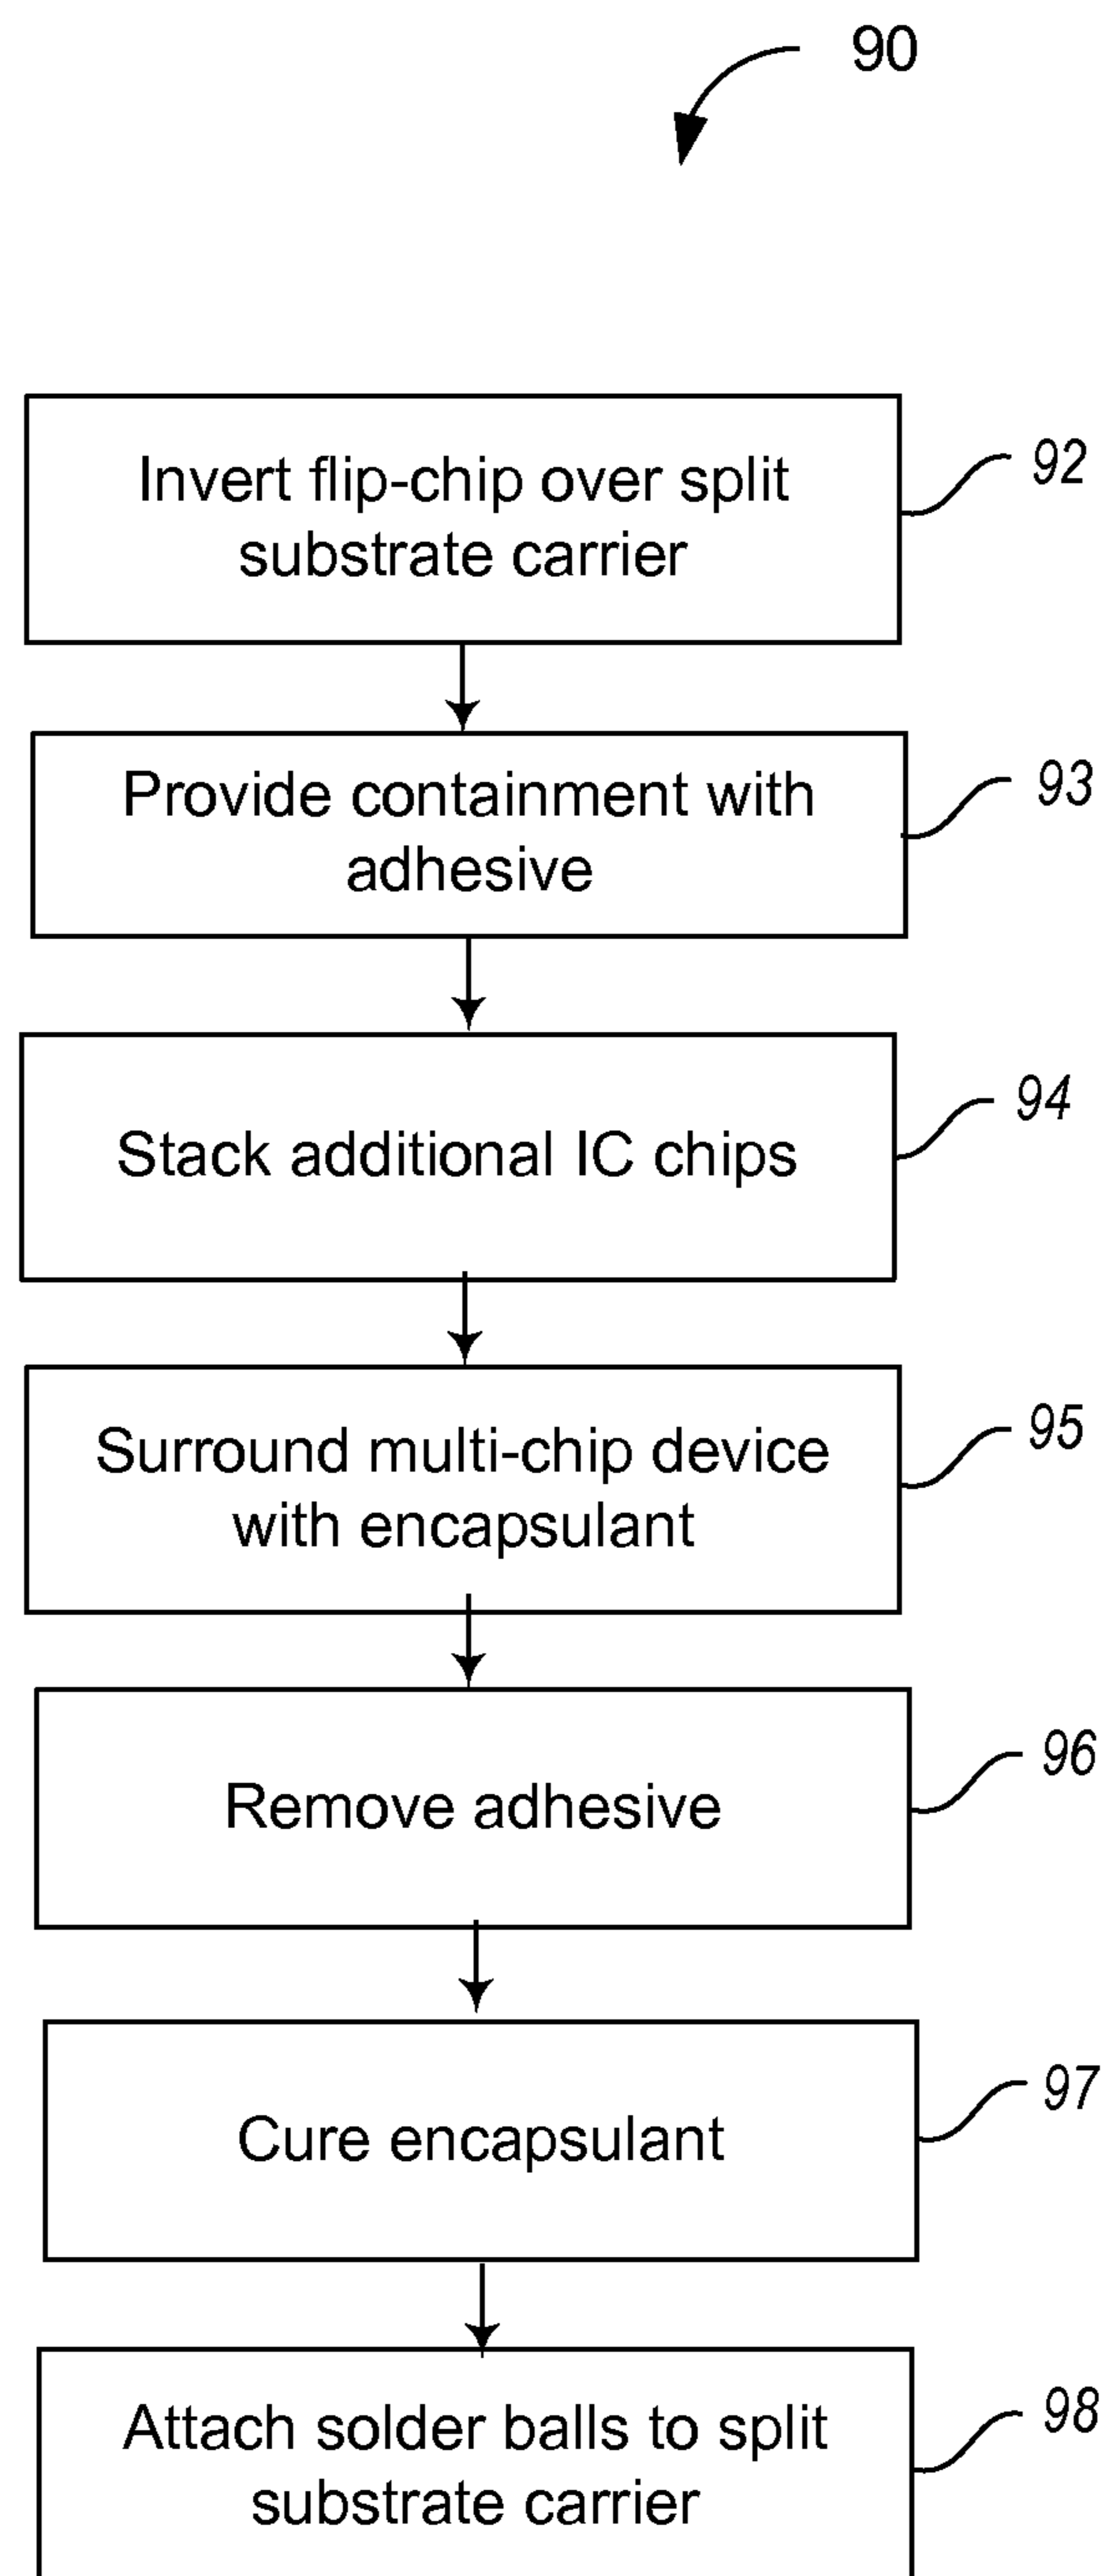 90
Invert flip-chip over split
substrate carrier
92
Provide containment with
adhesive
93
Stack additional IC chips
94
Surround multi-chip device
with encapsulant
95
Remove adhesive
96
Cure encapsulant
97
Attach solder balls to split
substrate carrier
98